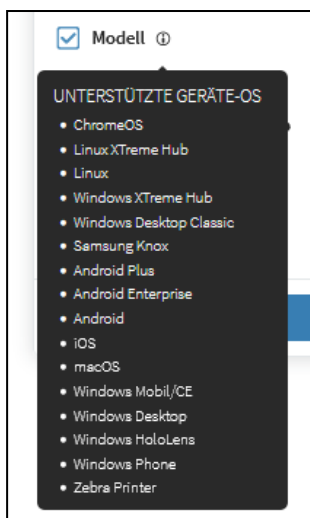 Modell
UNTERSTÜTZTE GERÄTE-OS
ChromeOS
Linux XTreme Hub
Linux
Windows XTreme Hub
Windows Desktop Classic
Samsung Knox
Android Plus
Android Enterprise
Android
iOS
macOS
Windows Mobil/CE
Windows Desktop
Windows HoloLens
Windows Phone
Zebra Printer